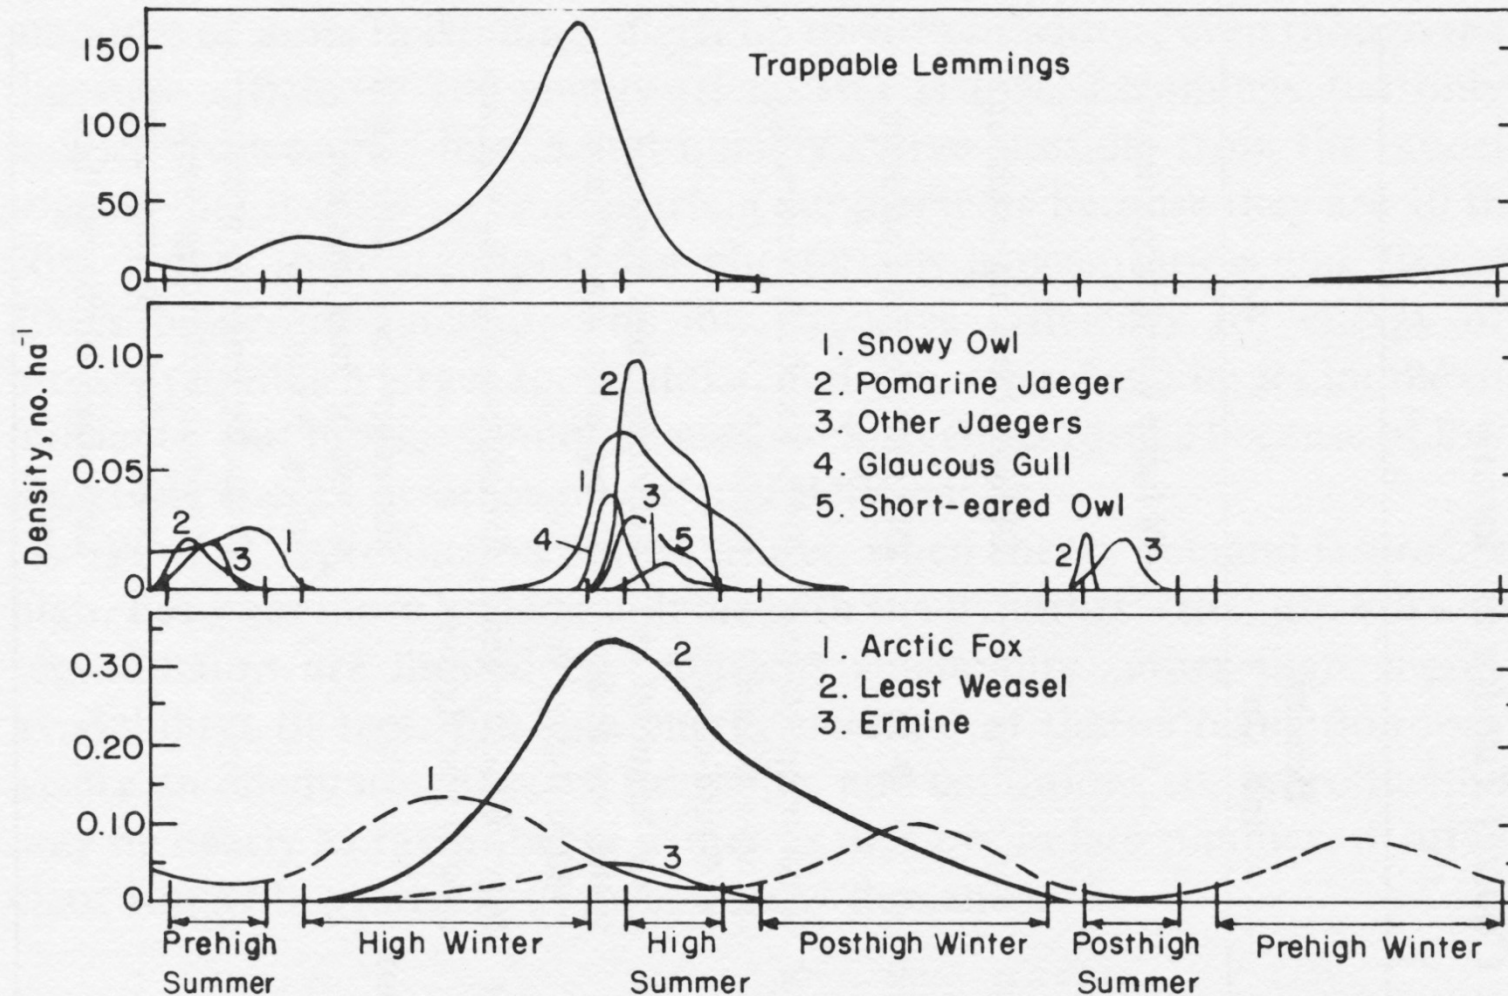 150
Trappable Lemmings
100
50
0
Density, no. ha⁻¹
0.10
1. Snowy Owl
2
2. Pomarine Jaeger
3. Other Jaegers
0.05
4. Glaucous Gull
1
3
5. Short-eared Owl
2
3
1
4
5
2
3
0
1. Arctic Fox
0.30
2
2. Least Weasel
3. Ermine
0.20
1
0.10
3
0
Prehigh
Summer
High Winter
High
Summer
Posthigh Winter
Posthigh
Summer
Prehigh Winter